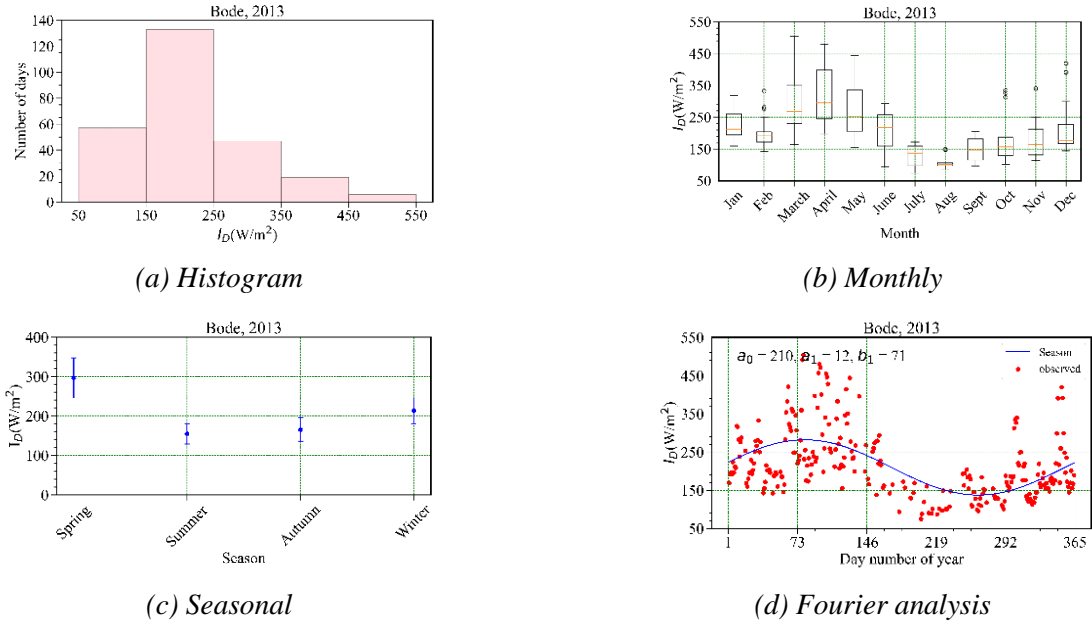 Bode, 2013
Number of days
140
120
100
80
60
40
20
0
50 150 250 350 450 550
I_D(W/m²)
(a) Histogram
Bode, 2013
I_D(W/m²)
550
450
350
250
150
50
Jan Feb March April May June July Aug Sept Oct Nov Dec
Month
(b) Monthly
Bode, 2013
I_D(W/m²)
400
300
200
100
0
Spring Summer Autumn Winter
Season
(c) Seasonal
Bode, 2013
a₀ = 210, a₁ = 12, b₁ = 71
Season
observed
I_D(W/m²)
550
450
350
250
150
50
1 73 146 219 292 365
Day number of year
(d) Fourier analysis